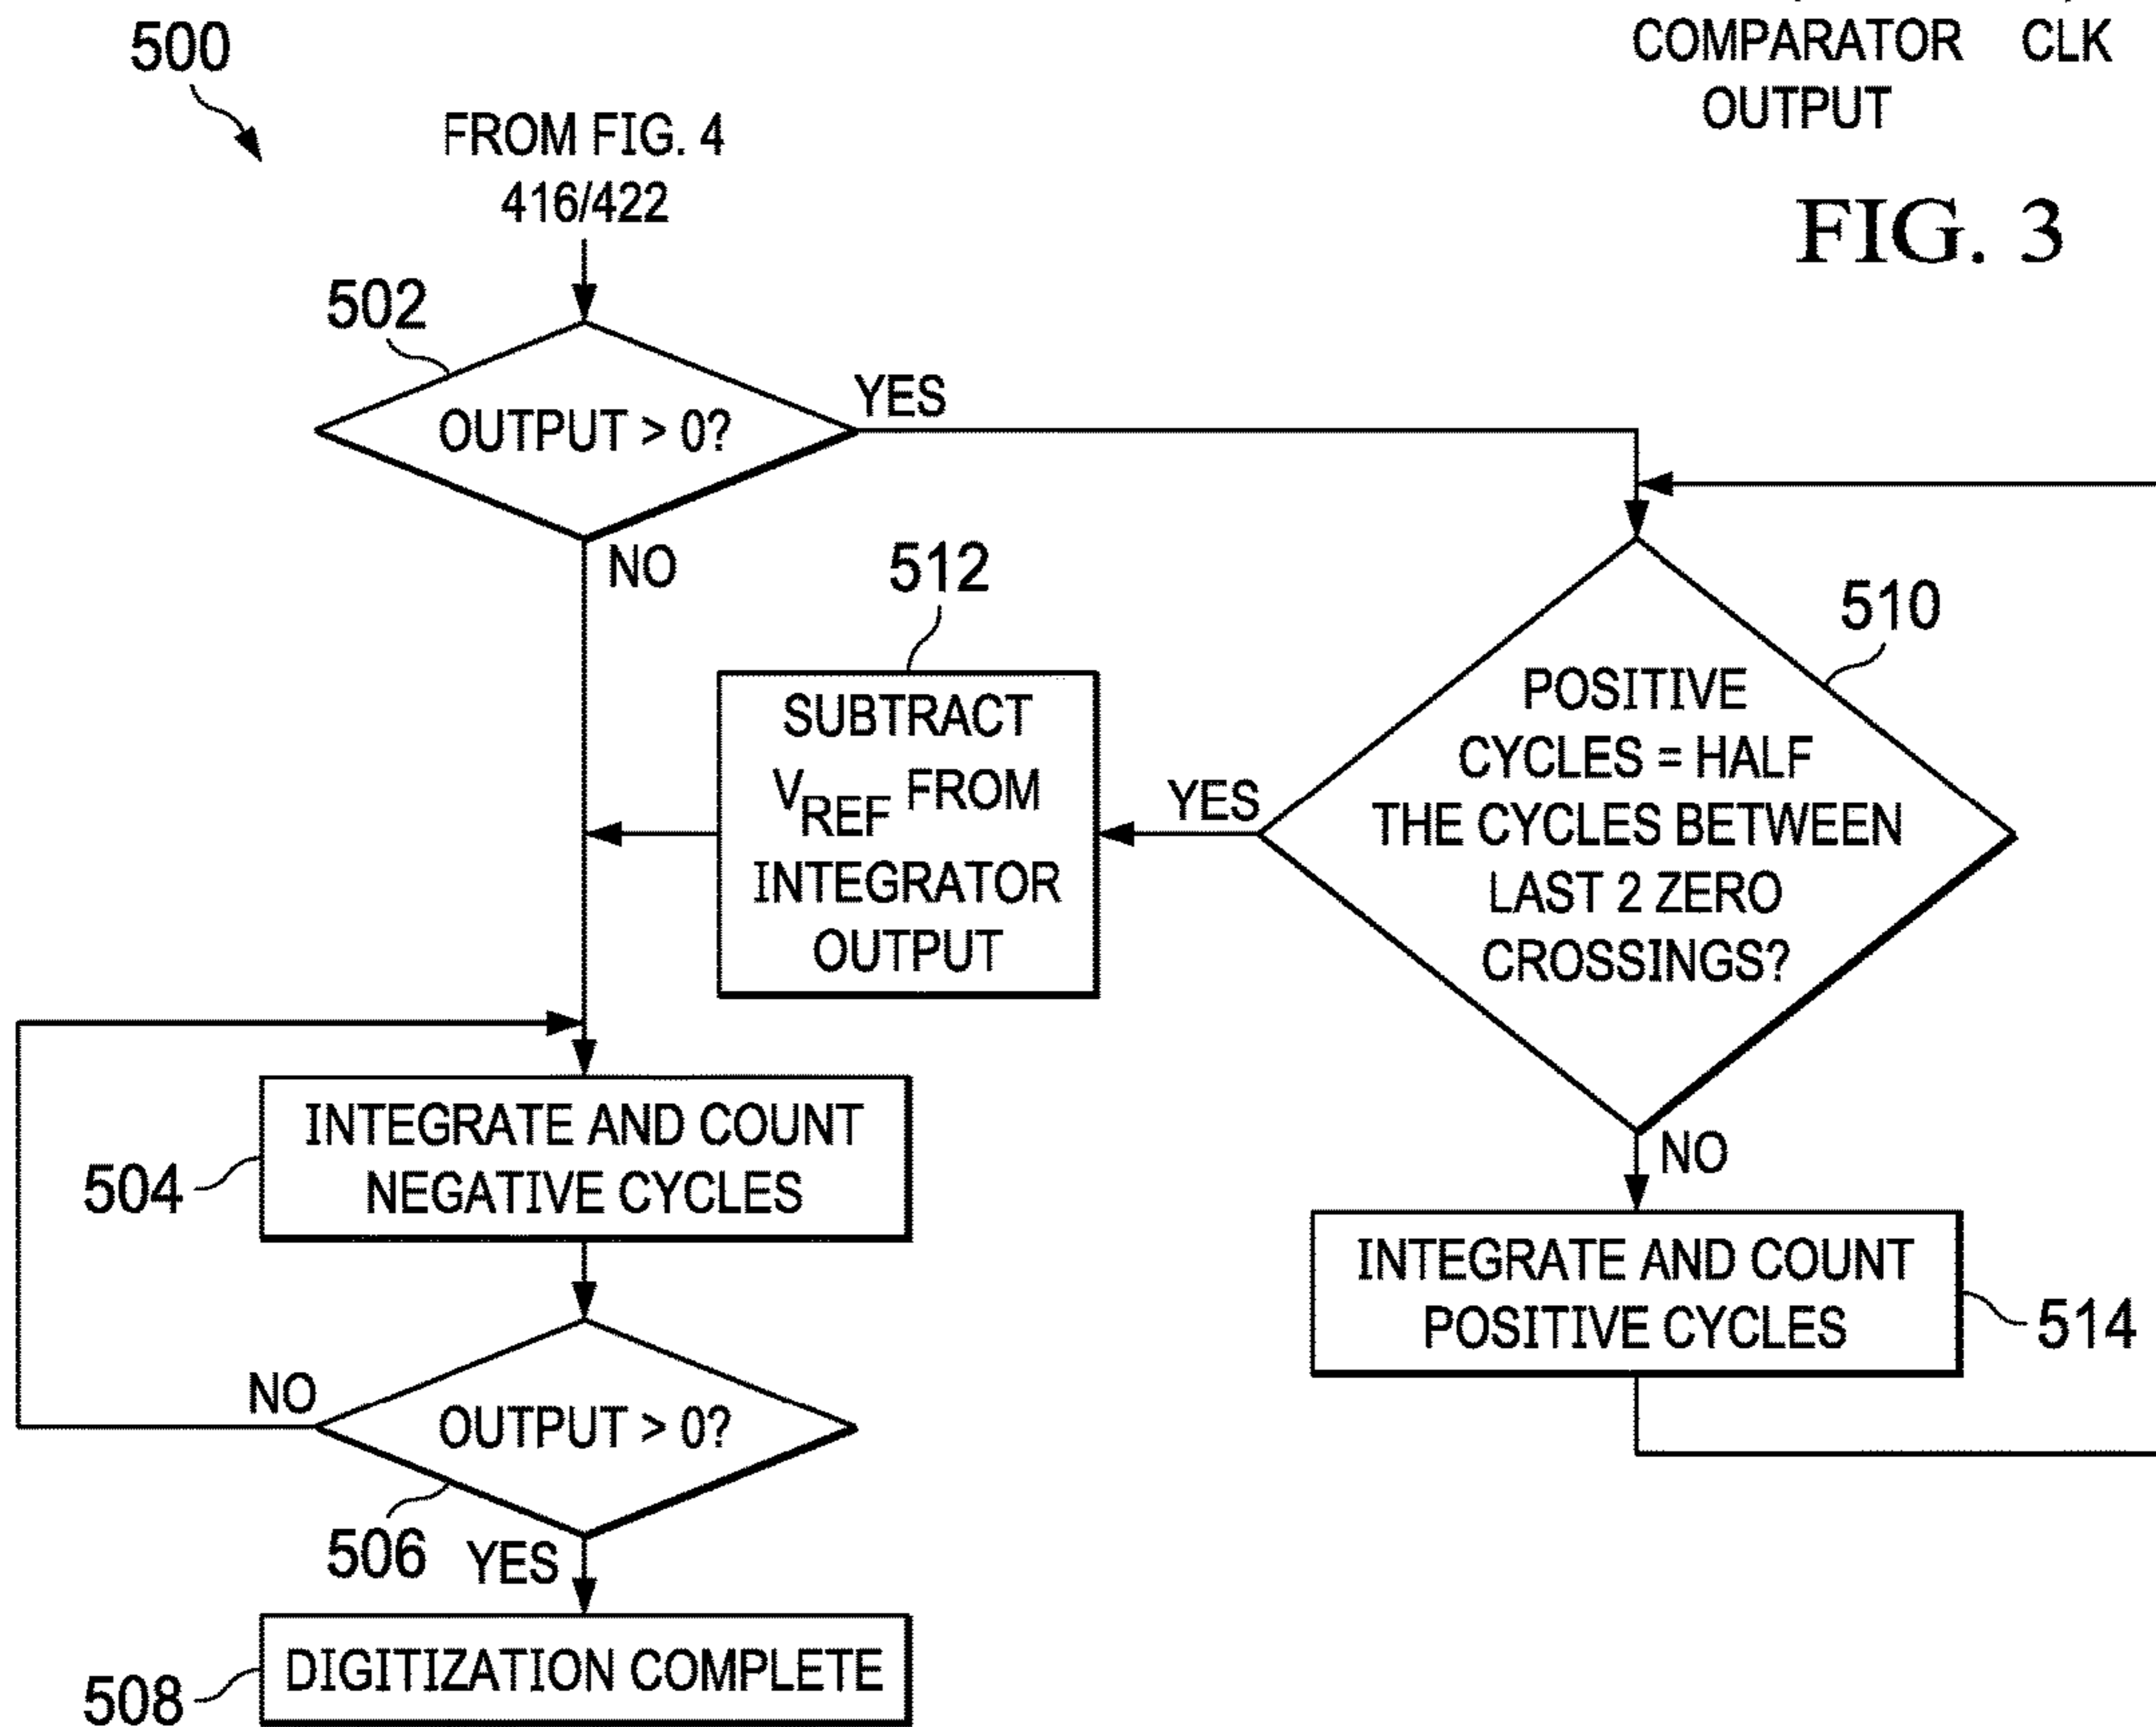 COMPARATOR CLK
OUTPUT
FIG. 3
500
FROM FIG. 4
416/422
502
OUTPUT > 0?
YES
NO
512
SUBTRACT
VREF FROM
INTEGRATOR
OUTPUT
YES
510
POSITIVE
CYCLES = HALF
THE CYCLES BETWEEN
LAST 2 ZERO
CROSSINGS?
NO
504
INTEGRATE AND COUNT
NEGATIVE CYCLES
INTEGRATE AND COUNT
POSITIVE CYCLES
514
NO
OUTPUT > 0?
506
YES
508
DIGITIZATION COMPLETE